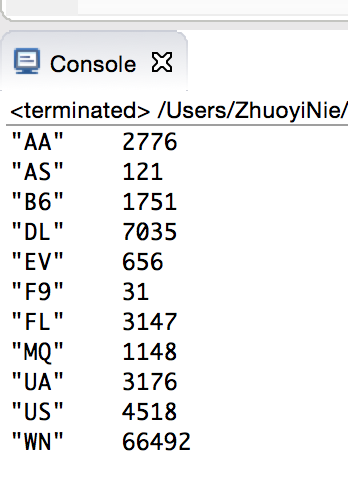 Console
<terminated> /Users/ZhuoyiNie/
"AA" 2776
"AS" 121
"B6" 1751
"DL" 7035
"EV" 656
"F9" 31
"FL" 3147
"MQ" 1148
"UA" 3176
"US" 4518
"WN" 66492